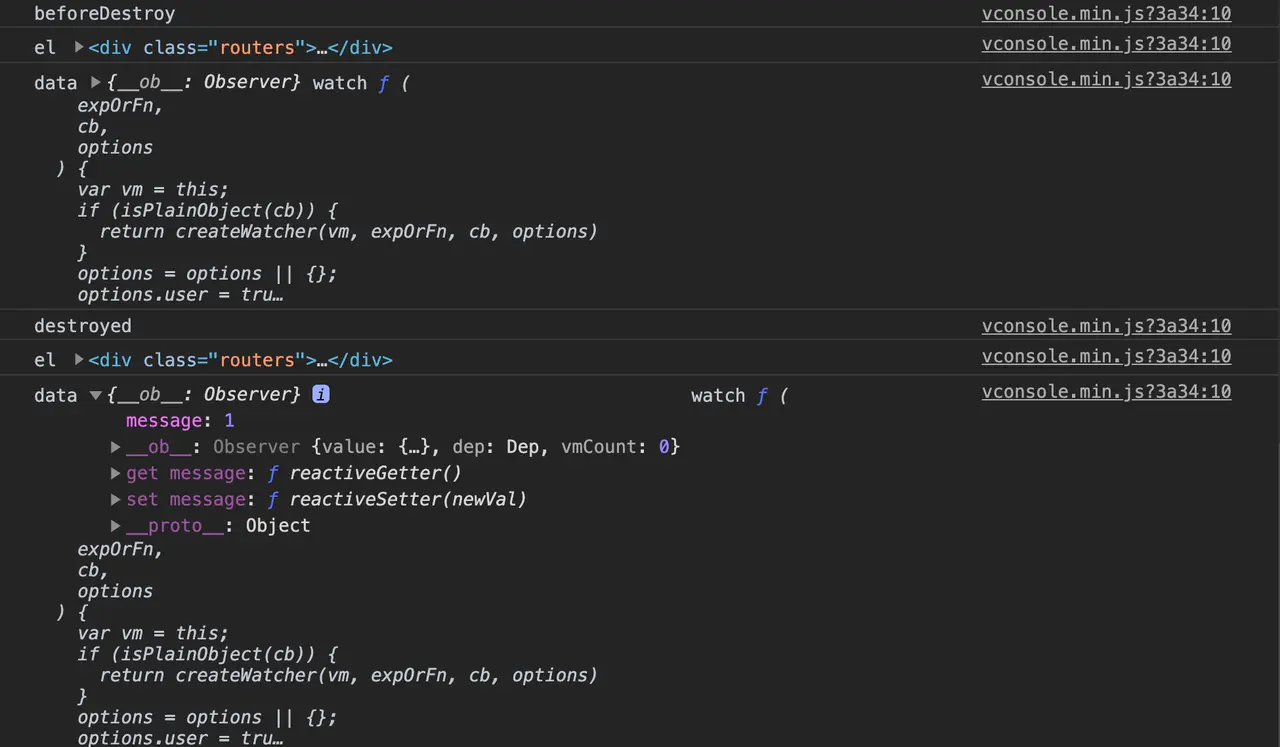 beforeDestroy vconsole.min.js?3a34:10
el ▶<div class="routers">…</div> vconsole.min.js?3a34:10
data ▶{__ob__: Observer} watch ƒ ( vconsole.min.js?3a34:10
expOrFn,
cb,
options
) {
var vm = this;
if (isPlainObject(cb)) {
return createWatcher(vm, expOrFn, cb, options)
}
options = options || {};
options.user = tru…
destroyed vconsole.min.js?3a34:10
el ▶<div class="routers">…</div> vconsole.min.js?3a34:10
data ▼{__ob__: Observer} i watch ƒ ( vconsole.min.js?3a34:10
message: 1
▶__ob__: Observer {value: {…}, dep: Dep, vmCount: 0}
▶get message: ƒ reactiveGetter()
▶set message: ƒ reactiveSetter(newVal)
▶__proto__: Object
expOrFn,
cb,
options
) {
var vm = this;
if (isPlainObject(cb)) {
return createWatcher(vm, expOrFn, cb, options)
}
options = options || {};
options.user = tru…